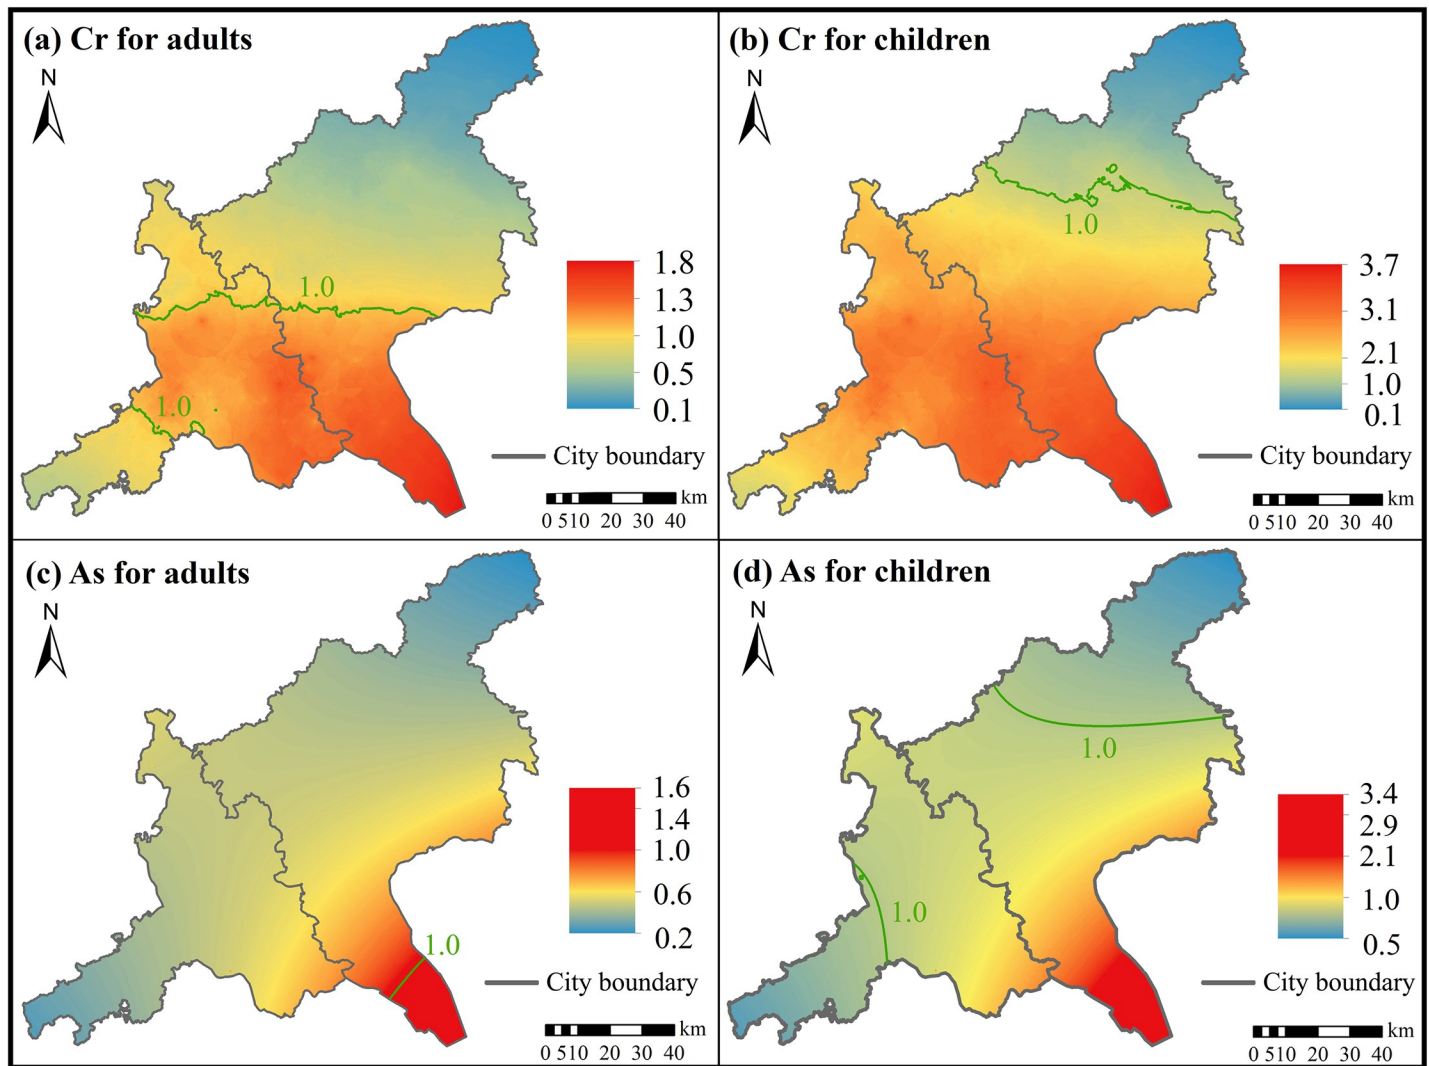 (a) Cr for adults
N
1.0
1.0
1.8
1.3
1.0
0.5
0.1
City boundary
km
0 510 20 30 40
(b) Cr for children
N
1.0
3.7
3.1
2.1
1.0
0.1
City boundary
km
0 510 20 30 40
(c) As for adults
N
1.0
1.6
1.4
1.0
0.6
0.2
City boundary
km
0 510 20 30 40
(d) As for children
N
1.0
1.0
3.4
2.9
2.1
1.0
0.5
City boundary
km
0 510 20 30 40